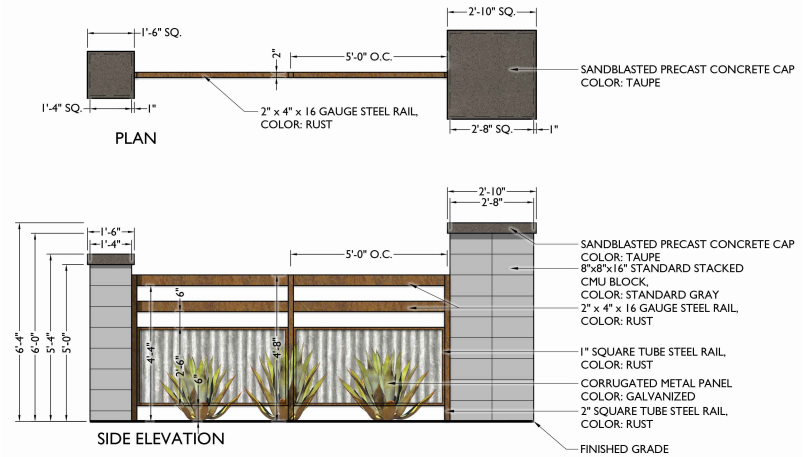 2'-10" SQ.
1'-6" SQ.
2"
5'-0" O.C.
SANDBLASTED PRECAST CONCRETE CAP
COLOR: TAUPE
1'-4" SQ.
1"
2" x 4" x 16 GAUGE STEEL RAIL,
COLOR: RUST
2'-8" SQ.
1"
PLAN
2'-10"
2'-8"
1'-6"
1'-4"
5'-0" O.C.
SANDBLASTED PRECAST CONCRETE CAP
COLOR: TAUPE
8"x8"x16" STANDARD STACKED
CMU BLOCK,
COLOR: STANDARD GRAY
2" x 4" x 16 GAUGE STEEL RAIL,
COLOR: RUST
6'-4"
6'-0"
5'-4"
5'-0"
4'-4"
6"
2'-6"
6"
4'-8"
1" SQUARE TUBE STEEL RAIL,
COLOR: RUST
CORRUGATED METAL PANEL
COLOR: GALVANIZED
2" SQUARE TUBE STEEL RAIL,
COLOR: RUST
SIDE ELEVATION
FINISHED GRADE